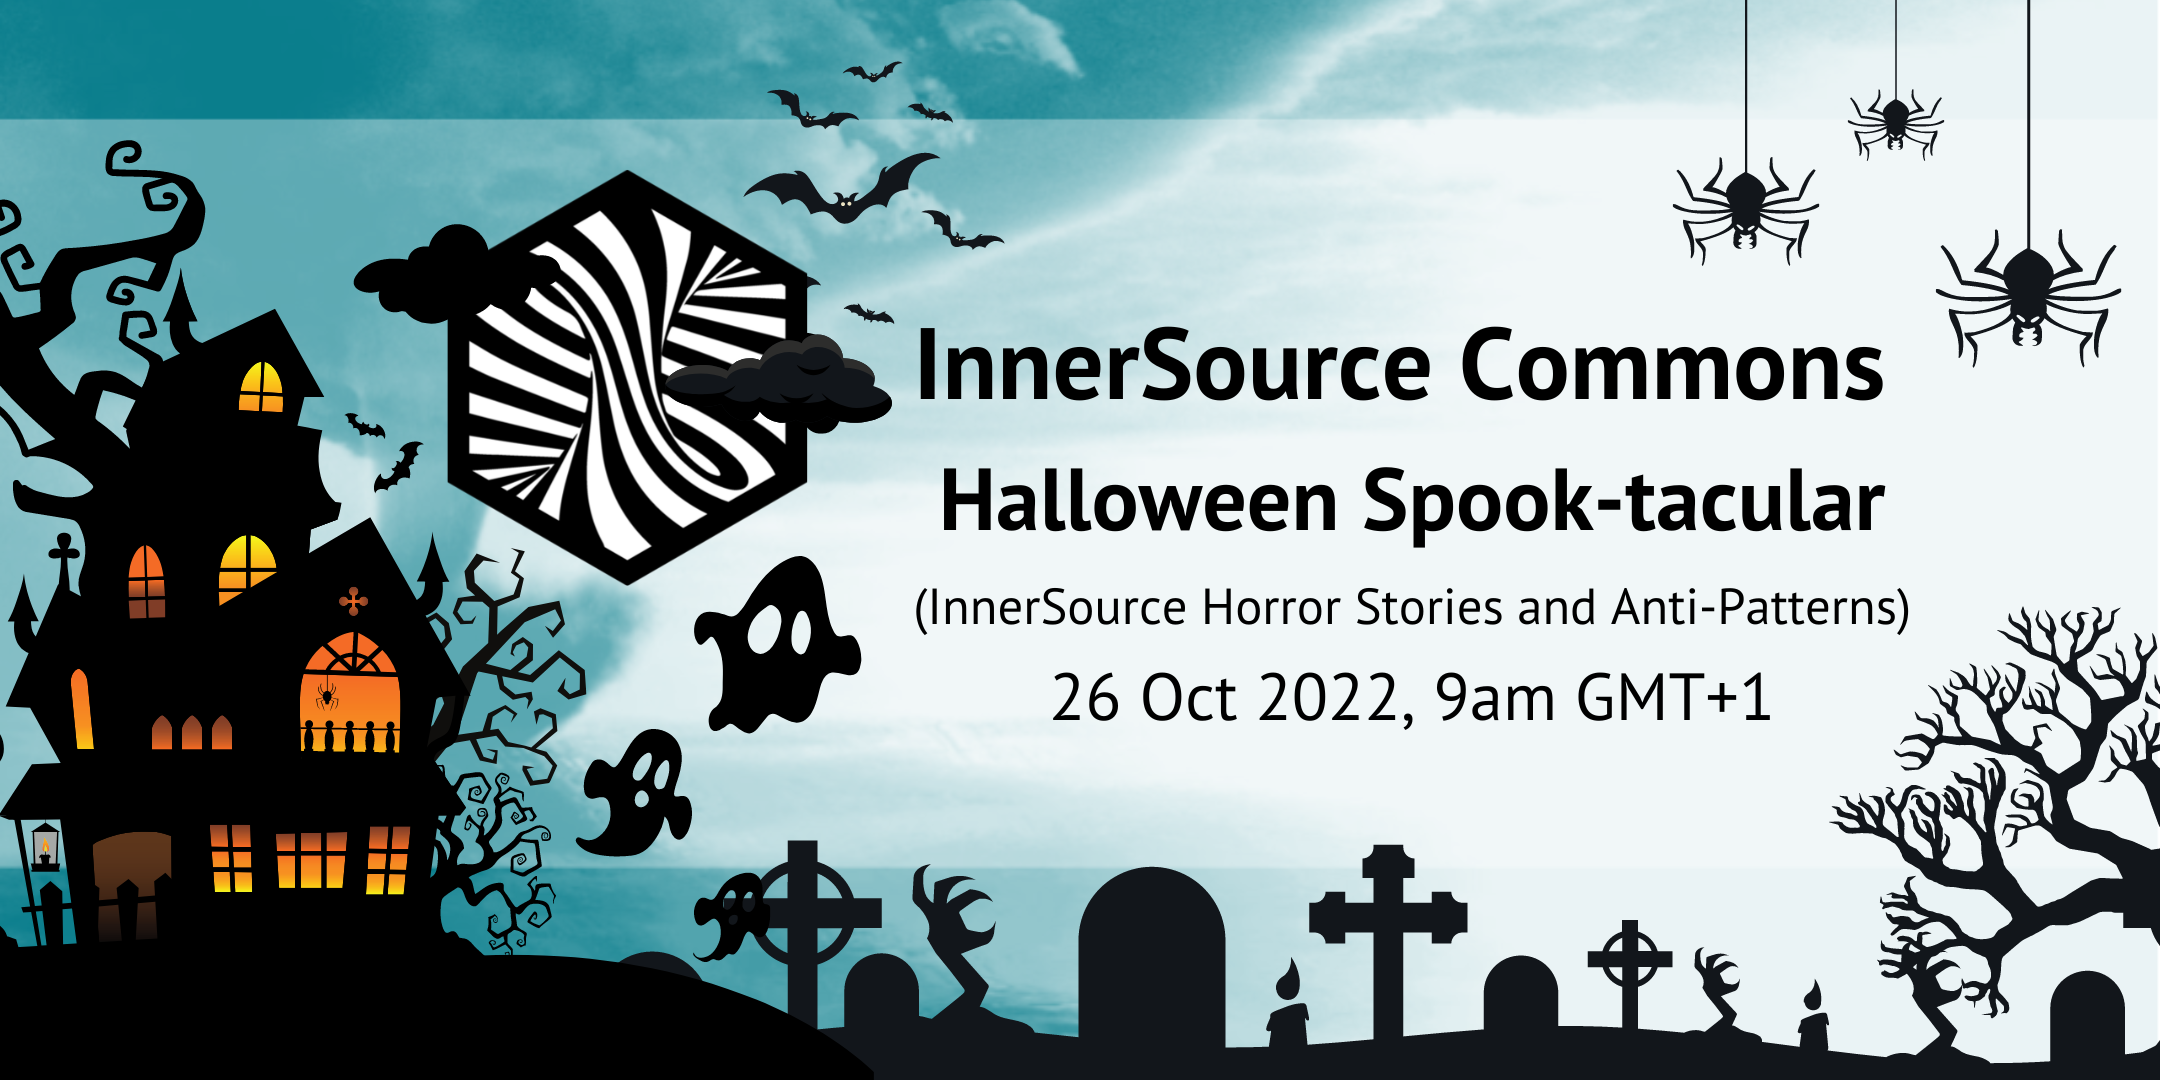 InnerSource Commons
Halloween Spook-tacular
(InnerSource Horror Stories and Anti-Patterns)
26 Oct 2022, 9am GMT+1